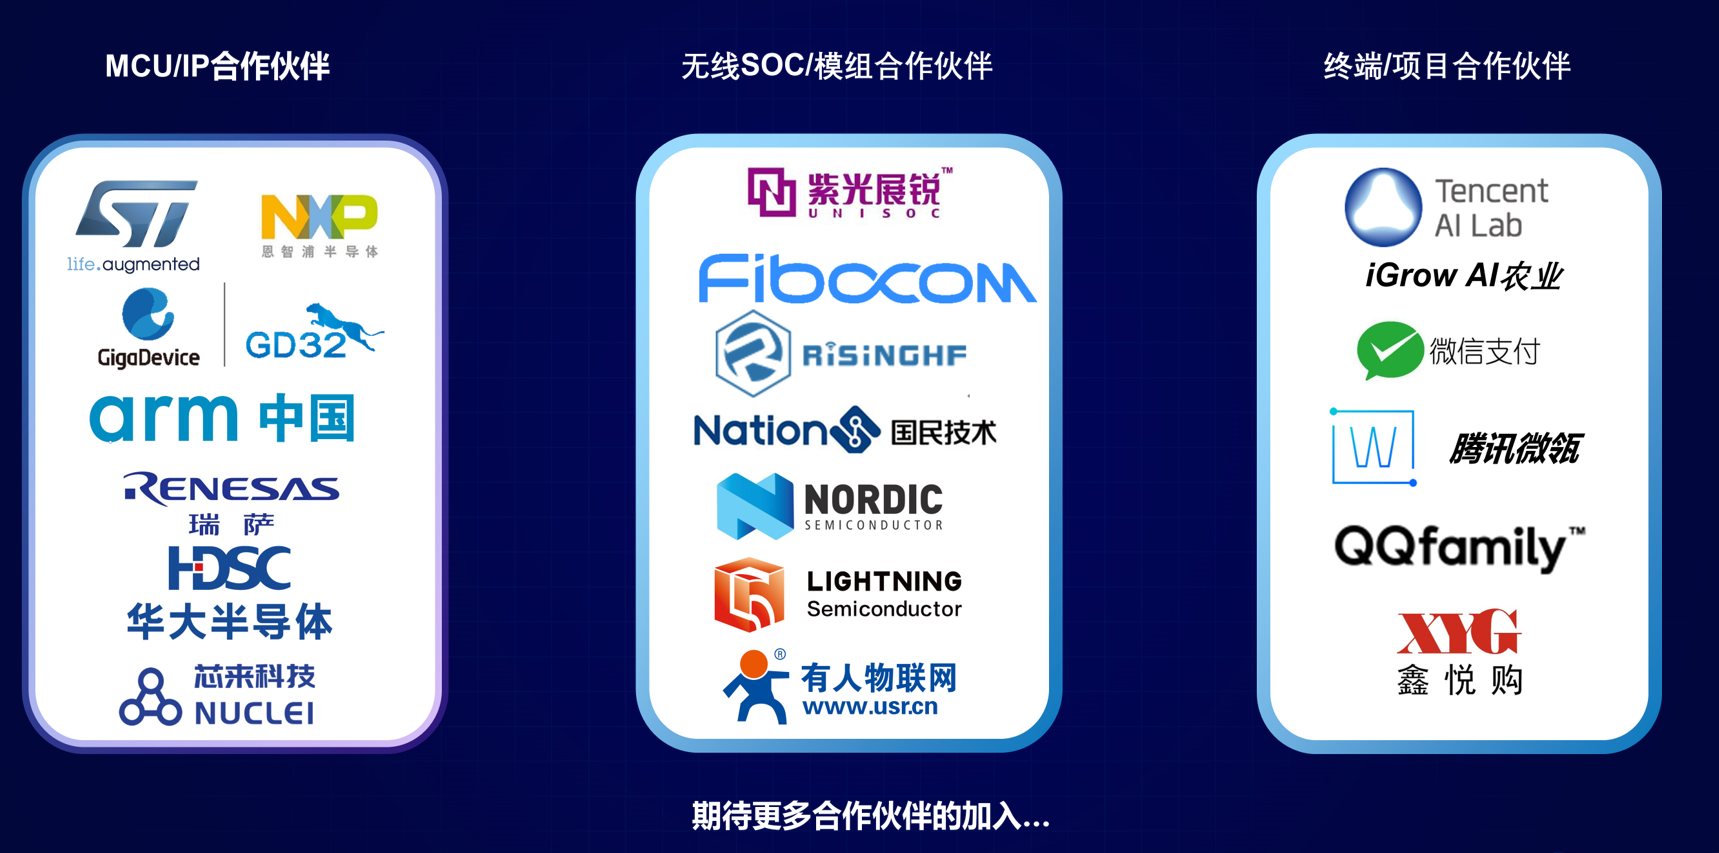 MCU/IP合作伙伴
无线SOC/模组合作伙伴
终端/项目合作伙伴
ST
life.augmented
NXP
恩智浦半导体
GigaDevice
GD32
arm 中国
RENESAS
瑞萨
HDSC
华大半导体
芯来科技
NUCLEI
紫光展锐™
UNISOC
Fibocom
RiSiNGHF
Nation 国民技术
NORDIC
SEMICONDUCTOR
LIGHTNING
Semiconductor
®
有人物联网
www.usr.cn
Tencent
AI Lab
iGrow AI农业
微信支付
W
腾讯微瓴
QQfamily™
XYG
鑫悦购
期待更多合作伙伴的加入...